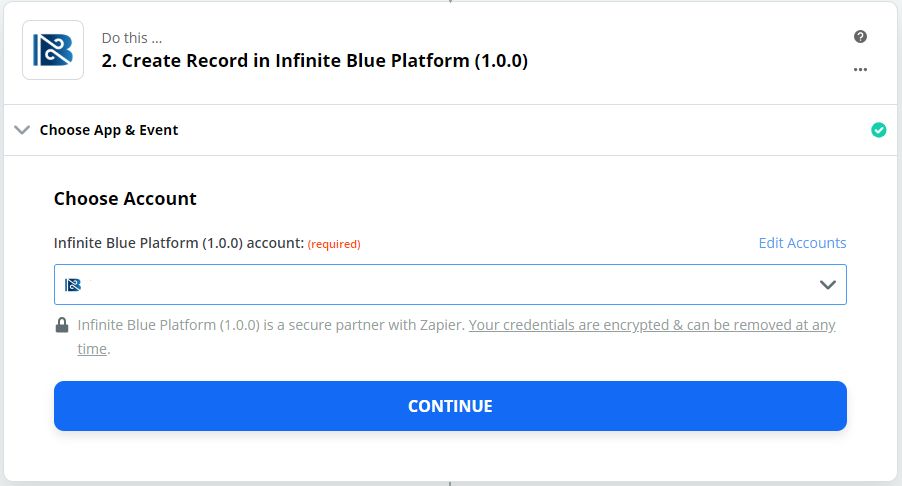 Do this ...
2. Create Record in Infinite Blue Platform (1.0.0)
Choose App & Event
Choose Account
Infinite Blue Platform (1.0.0) account: (required)
Edit Accounts
Infinite Blue Platform (1.0.0) is a secure partner with Zapier. Your credentials are encrypted & can be removed at any
time.
CONTINUE